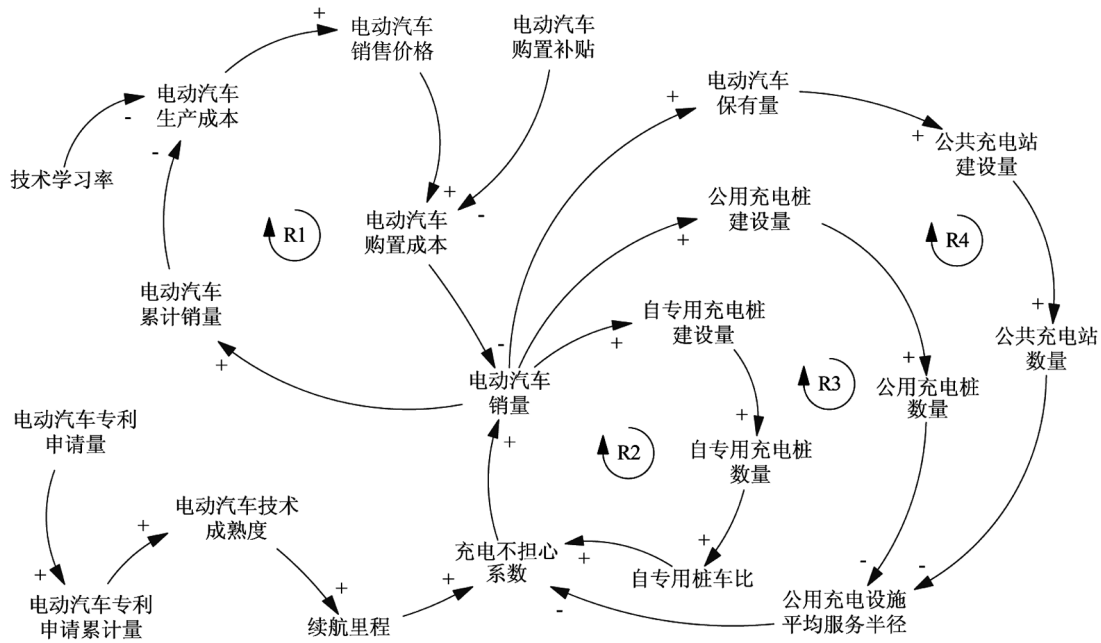 电动汽车
销售价格
电动汽车
购置补贴
电动汽车
生产成本
技术学习率
电动汽车
保有量
公共充电站
建设量
公用充电桩
建设量
电动汽车
购置成本
R1
R4
电动汽车
累计销量
自专用充电桩
建设量
公共充电站
数量
电动汽车
销量
R3
公用充电桩
数量
电动汽车专利
申请量
R2
自专用充电桩
数量
电动汽车技术
成熟度
充电不担心
系数
自专用桩车比
电动汽车专利
申请累计量
续航里程
公用充电设施
平均服务半径
+
+
-
-
+
-
+
+
+
-
+
+
+
+
+
+
+
+
+
+
+
+
+
-
-
-